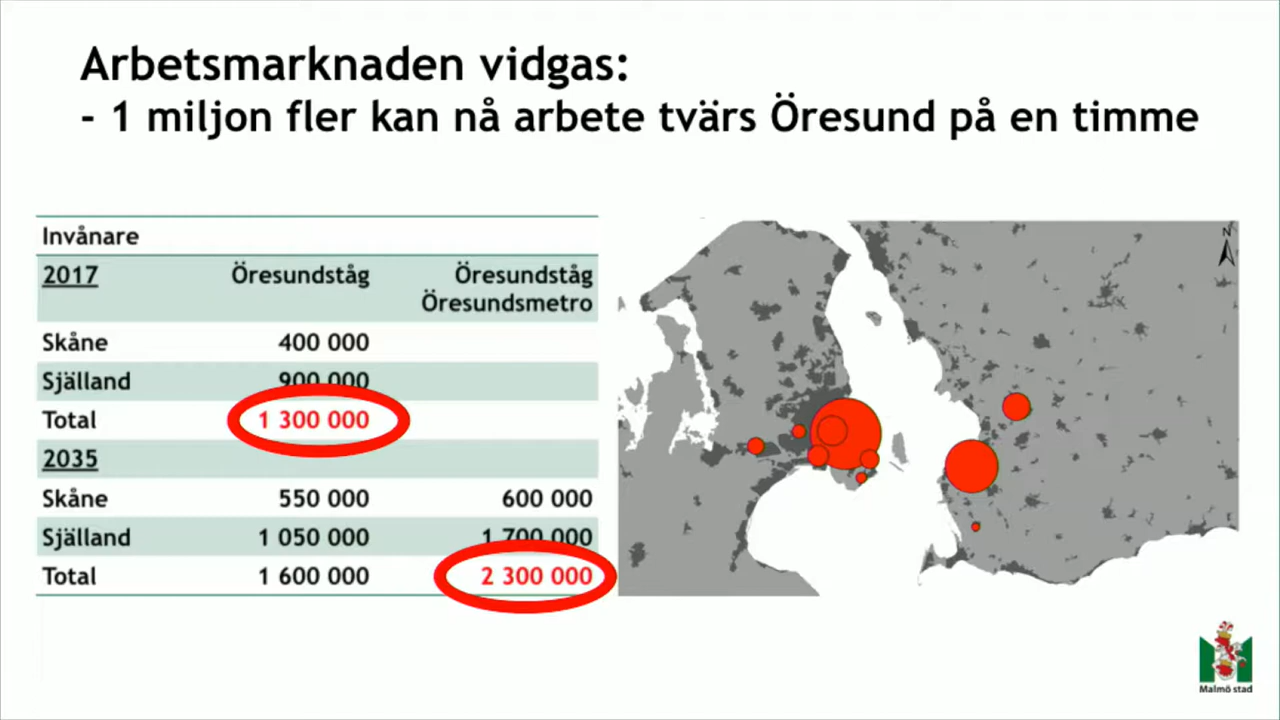 Arbetsmarknaden vidgas:
- 1 miljon fler kan nå arbete tvärs Öresund på en timme
Invånare
2017 Öresundståg Öresundståg
Öresundsmetro
Skåne 400 000
Själland 900 000
Total 1 300 000
2035
Skåne 550 000 600 000
Själland 1 050 000 1 700 000
Total 1 600 000 2 300 000
N
Malmö stad